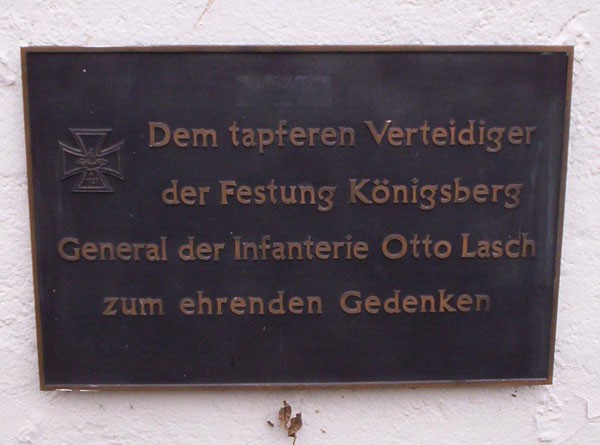 Dem tapferen Verteidiger
der Festung Königsberg
General der Infanterie Otto Lasch
zum ehrenden Gedenken